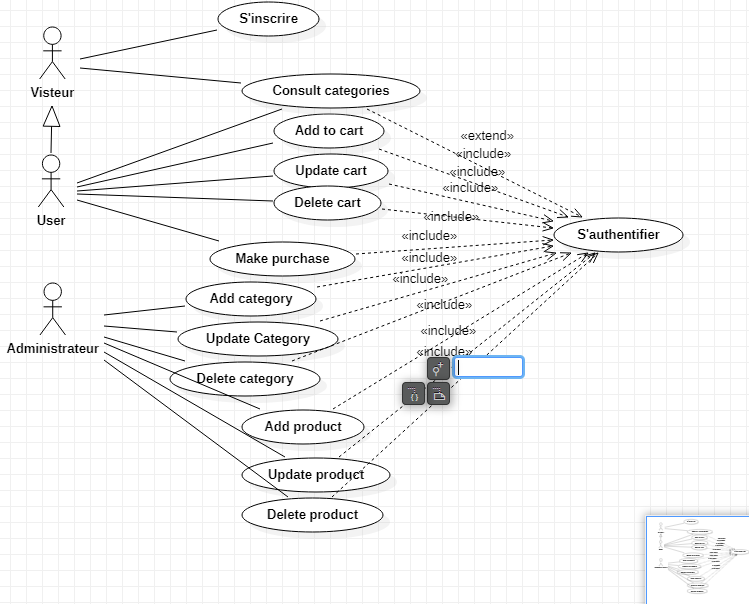 S'inscrire
Visteur
Consult categories
Add to cart
«extend»
«include»
Update cart
«include»
«include»
Delete cart
«include»
User
S'authentifier
«include»
Make purchase
«include»
«include»
Add category
«include»
Update Category
«include»
Administrateur
«include»
Delete category
Add product
Update product
Delete product